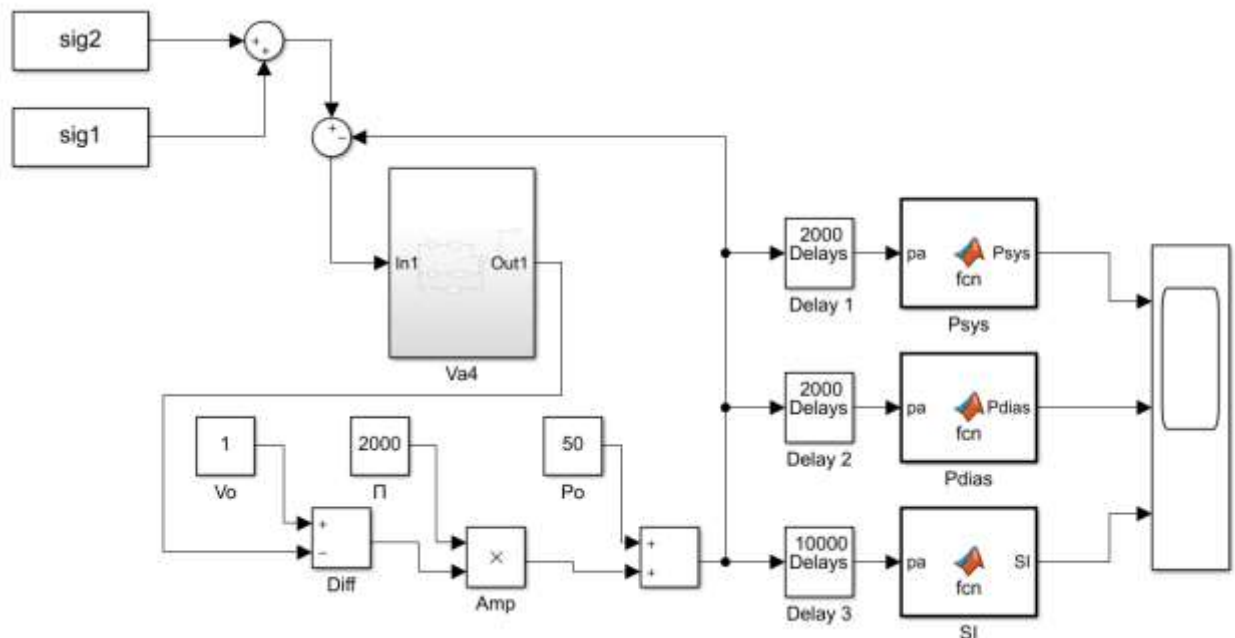 sig2
sig1
+
+
+
−
In1
Out1
Va4
2000
Delays
Delay 1
pa
fcn
Psys
Psys
2000
Delays
Delay 2
pa
fcn
Pdias
Pdias
1
Vo
2000
П
50
Po
+
−
Diff
×
Amp
+
+
10000
Delays
Delay 3
pa
fcn
SI
SI